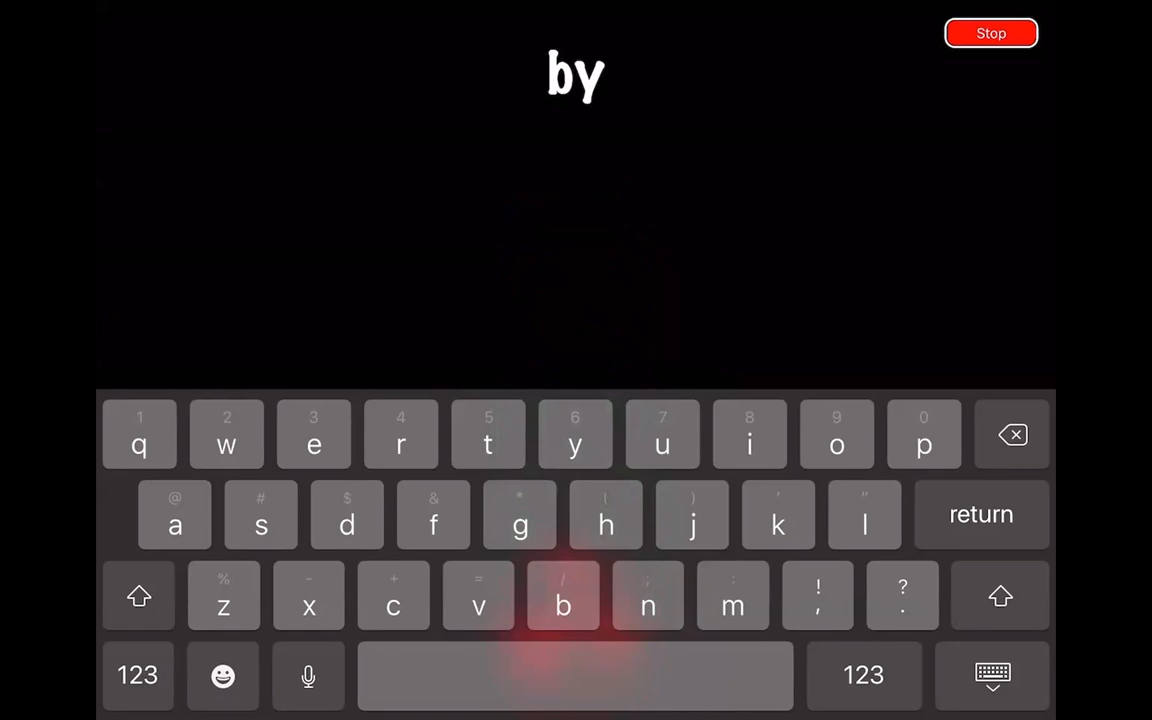 Stop
by
1 2 3 4 5 6 7 8 9 0
q w e r t y u i o p
@ # $ & * ( ) ' "
a s d f g h j k l return
% - + = / ; : ! ?
z x c v b n m , .
123 123